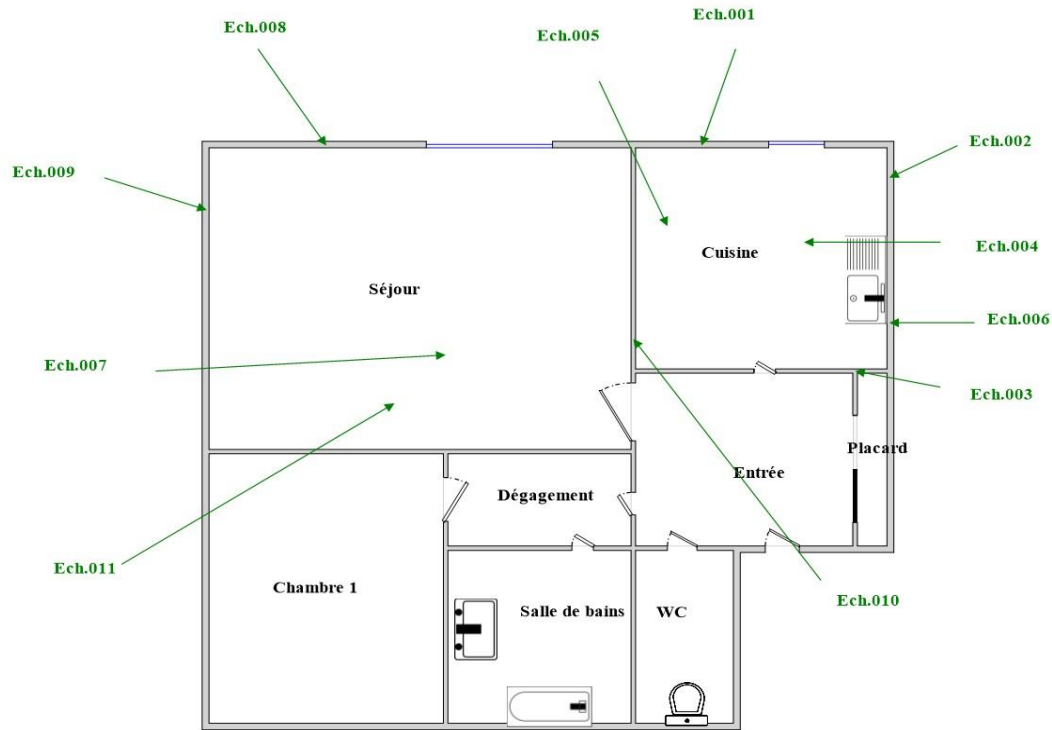 Ech.008
Ech.005
Ech.001
Ech.009
Ech.002
Cuisine
Ech.004
Séjour
Ech.006
Ech.007
Ech.003
Placard
Entrée
Dégagement
Ech.011
Chambre 1
Ech.010
Salle de bains
WC